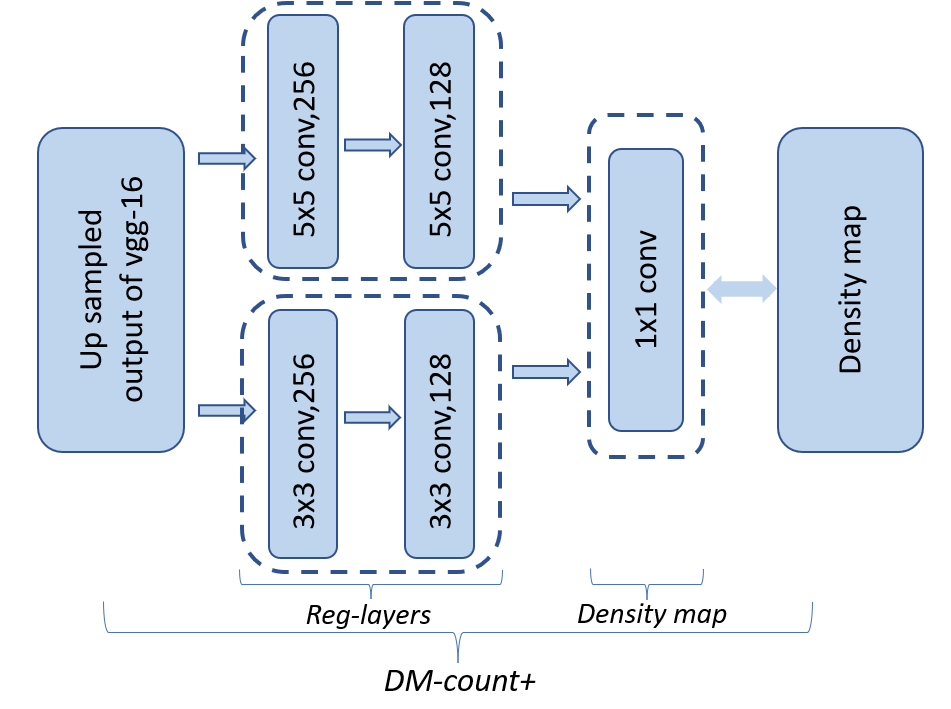 Up sampled
output of vgg-16
5x5 conv,256
5x5 conv,128
3x3 conv,256
3x3 conv,128
1x1 conv
Density map
Reg-layers
Density map
DM-count+